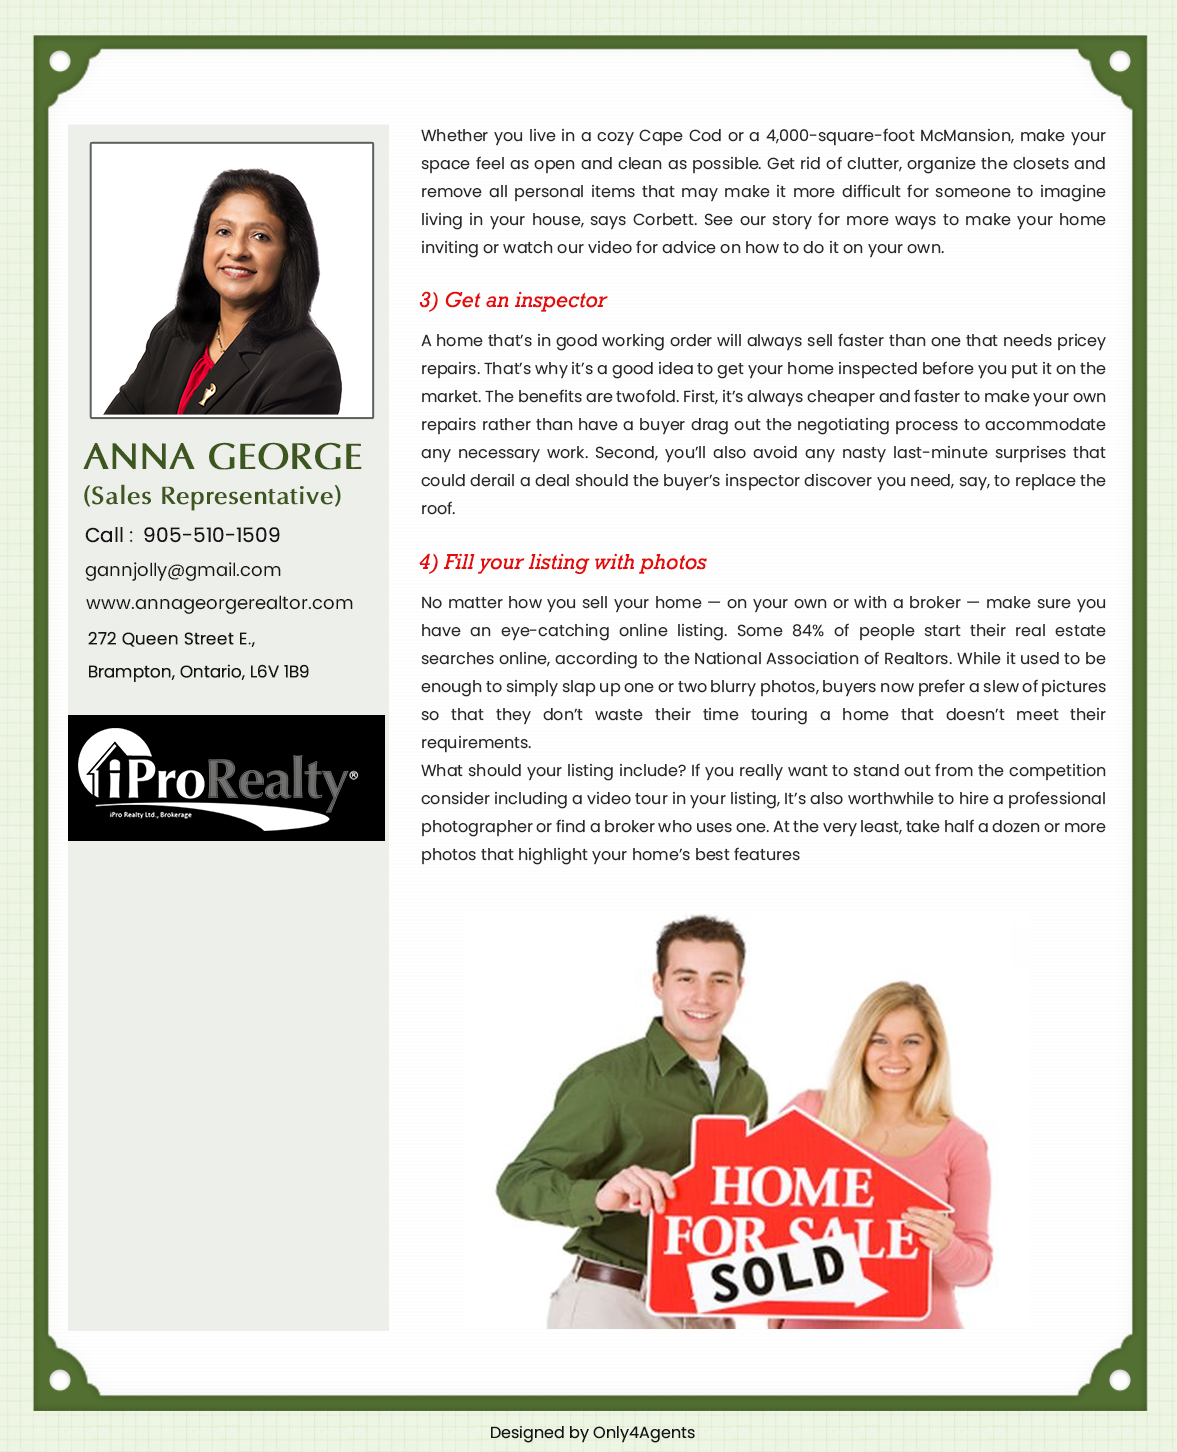 ANNA GEORGE
(Sales Representative)
Call : 905-510-1509
gannjolly@gmail.com
www.annageorgerealtor.com
272 Queen Street E.,
Brampton, Ontario, L6V 1B9
iProRealty®
iPro Realty Ltd., Brokerage
Whether you live in a cozy Cape Cod or a 4,000-square-foot McMansion, make your
space feel as open and clean as possible. Get rid of clutter, organize the closets and
remove all personal items that may make it more difficult for someone to imagine
living in your house, says Corbett. See our story for more ways to make your home
inviting or watch our video for advice on how to do it on your own.
3) Get an inspector
A home that’s in good working order will always sell faster than one that needs pricey
repairs. That’s why it’s a good idea to get your home inspected before you put it on the
market. The benefits are twofold. First, it’s always cheaper and faster to make your own
repairs rather than have a buyer drag out the negotiating process to accommodate
any necessary work. Second, you’ll also avoid any nasty last-minute surprises that
could derail a deal should the buyer’s inspector discover you need, say, to replace the
roof.
4) Fill your listing with photos
No matter how you sell your home — on your own or with a broker — make sure you
have an eye-catching online listing. Some 84% of people start their real estate
searches online, according to the National Association of Realtors. While it used to be
enough to simply slap up one or two blurry photos, buyers now prefer a slew of pictures
so that they don’t waste their time touring a home that doesn’t meet their
requirements.
What should your listing include? If you really want to stand out from the competition
consider including a video tour in your listing, It’s also worthwhile to hire a professional
photographer or find a broker who uses one. At the very least, take half a dozen or more
photos that highlight your home’s best features
HOME
FOR SALE
SOLD
Designed by Only4Agents